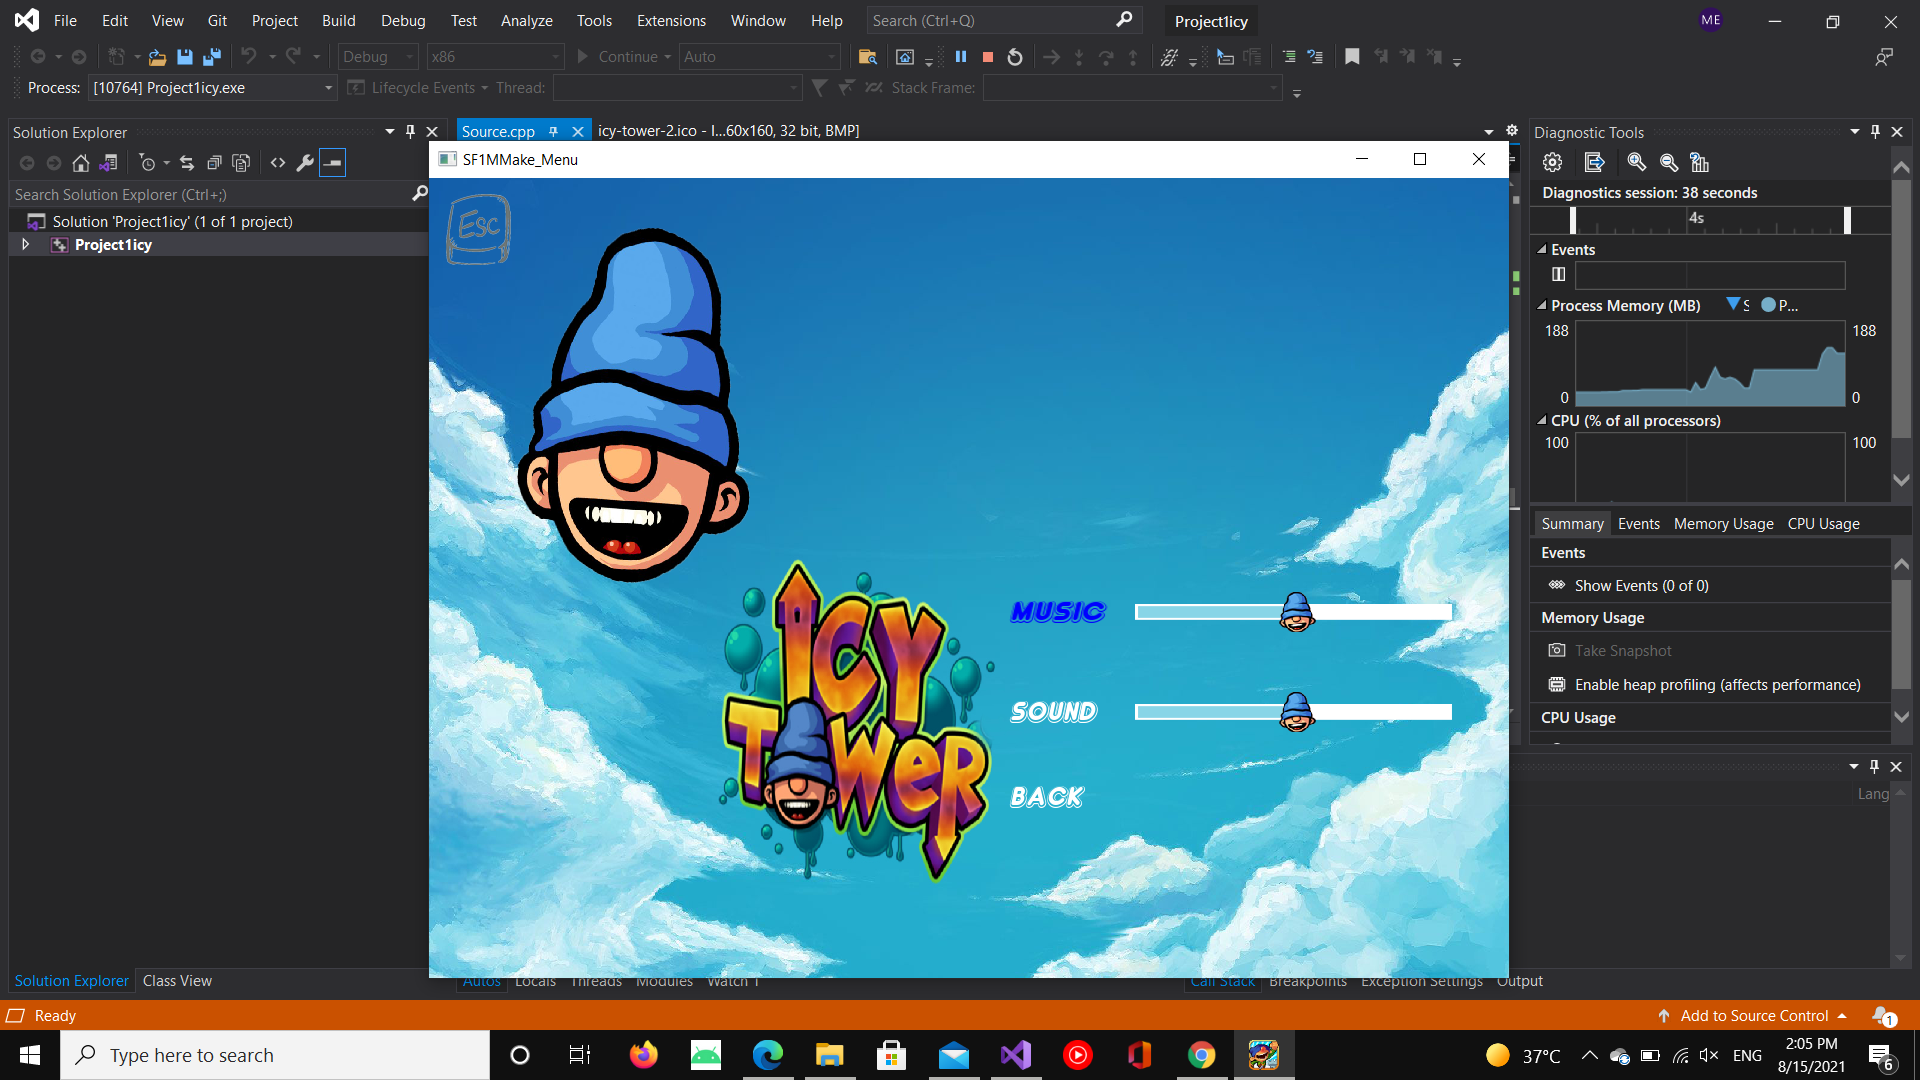 File Edit View Git Project Build Debug Test Analyze Tools Extensions Window Help Search (Ctrl+Q) Project1icy ME
Debug x86 Continue Auto
Process: [10764] Project1icy.exe Lifecycle Events Thread: Stack Frame:
Solution Explorer
Source.cpp icy-tower-2.ico - I...60x160, 32 bit, BMP]
Diagnostic Tools
SF1MMake_Menu
Search Solution Explorer (Ctrl+;)
Solution 'Project1icy' (1 of 1 project)
Project1icy
Esc
ICY
TOWER
MUSIC
SOUND
BACK
Diagnostics session: 38 seconds
4s
Events
Process Memory (MB) S P...
188 188
0 0
CPU (% of all processors)
100 100
Summary Events Memory Usage CPU Usage
Events
Show Events (0 of 0)
Memory Usage
Take Snapshot
Enable heap profiling (affects performance)
CPU Usage
Lang
Solution Explorer Class View
Autos Locals Threads Modules Watch 1
Call Stack Breakpoints Exception Settings Output
Ready
Add to Source Control 1
Type here to search
37°C ENG
2:05 PM
8/15/2021
6